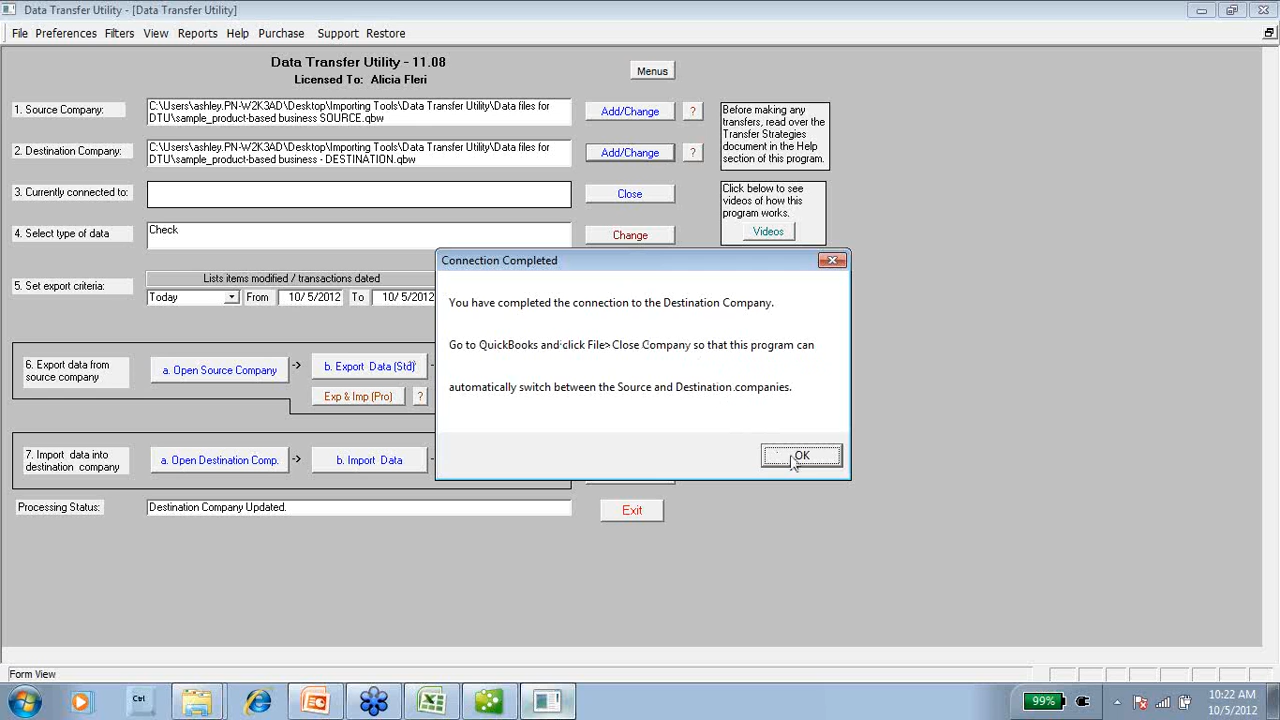 Data Transfer Utility - [Data Transfer Utility]
File Preferences Filters View Reports Help Purchase Support Restore
Data Transfer Utility - 11.08
Licensed To: Alicia Fleri
Menus
1. Source Company:
C:\Users\ashley.PN-W2K3AD\Desktop\Importing Tools\Data Transfer Utility\Data files for
DTU\sample_product-based business SOURCE.qbw
Add/Change ?
2. Destination Company:
C:\Users\ashley.PN-W2K3AD\Desktop\Importing Tools\Data Transfer Utility\Data files for
DTU\sample_product-based business - DESTINATION.qbw
Add/Change ?
Before making any
transfers, read over the
Transfer Strategies
document in the Help
section of this program.
3. Currently connected to:
Close
Click below to see
videos of how this
program works.
Videos
4. Select type of data
Check
Change
5. Set export criteria:
Lists items modified / transactions dated
Today From 10/ 5/2012 To 10/ 5/2012
6. Export data from
source company
a. Open Source Company -> b. Export Data (Std)
Exp & Imp (Pro) ?
7. Import data into
destination company
a. Open Destination Comp. -> b. Import Data
Processing Status:
Destination Company Updated.
Exit
Connection Completed
You have completed the connection to the Destination Company.
Go to QuickBooks and click File> Close Company so that this program can
automatically switch between the Source and Destination companies.
OK
Form View
Ctrl
99%
10:22 AM
10/5/2012